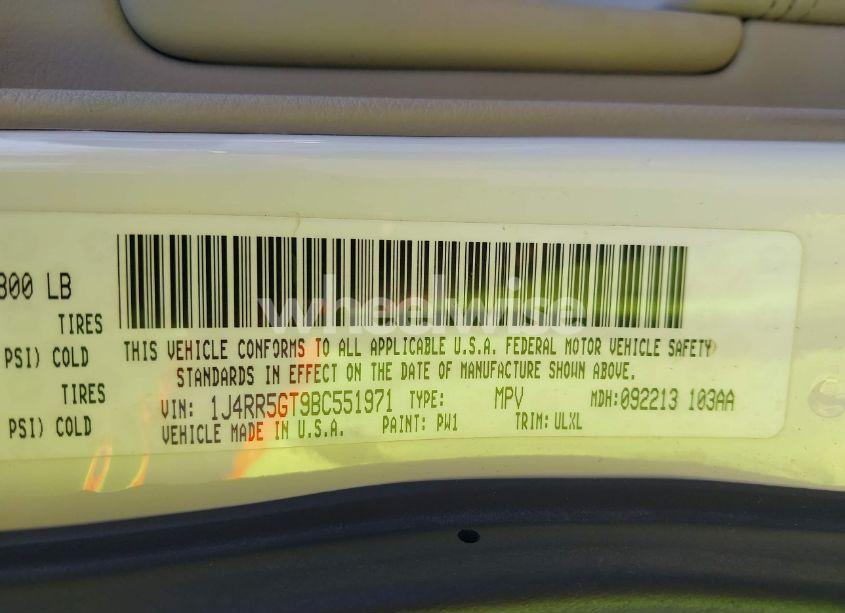 300 LB
TIRES
PSI) COLD
TIRES
PSI) COLD
THIS VEHICLE CONFORMS TO ALL APPLICABLE U.S.A. FEDERAL MOTOR VEHICLE SAFETY
STANDARDS IN EFFECT ON THE DATE OF MANUFACTURE SHOWN ABOVE.
VIN: 1J4RR5GT9BC551971 TYPE: MPV MDH:092213 103AA
VEHICLE MADE IN U.S.A. PAINT: PW1 TRIM: ULXL
wheelwise